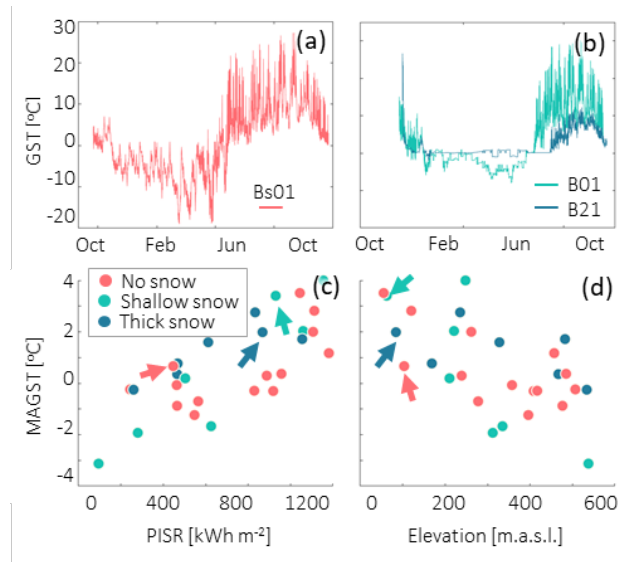 (a)
(b)
30
20
10
0
-10
-20
GST [ºC]
Bs01
B01
B21
Oct Feb Jun Oct
Oct Feb Jun Oct
No snow
Shallow snow
Thick snow
(c)
(d)
4
2
0
-2
-4
MAGST [ºC]
0 400 800 1200
0 200 400 600
PISR [kWh m-2]
Elevation [m.a.s.l.]